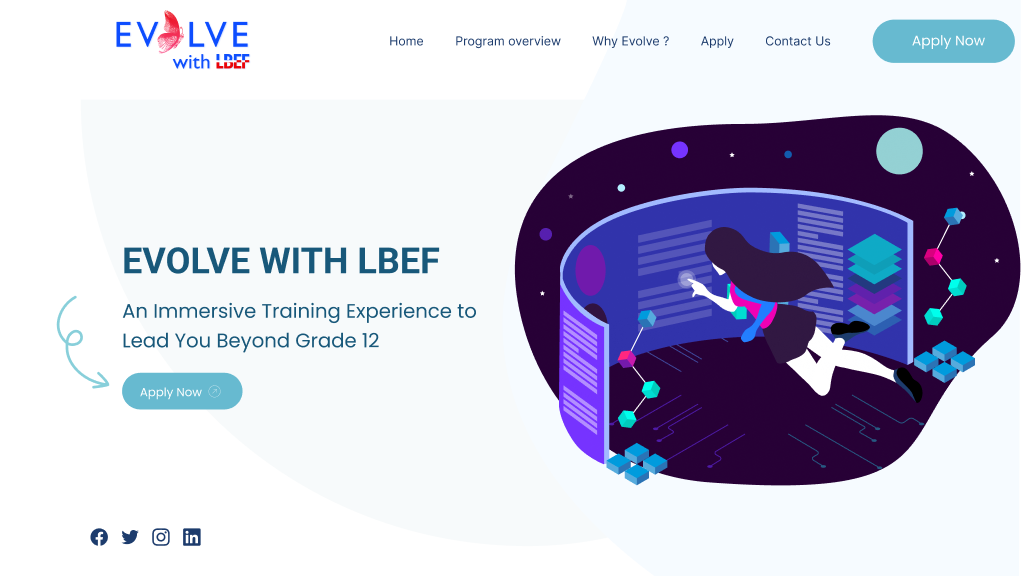 EVOLVE
with LBEF
Home
Program overview
Why Evolve ?
Apply
Contact Us
Apply Now
EVOLVE WITH LBEF
An Immersive Training Experience to
Lead You Beyond Grade 12
Apply Now